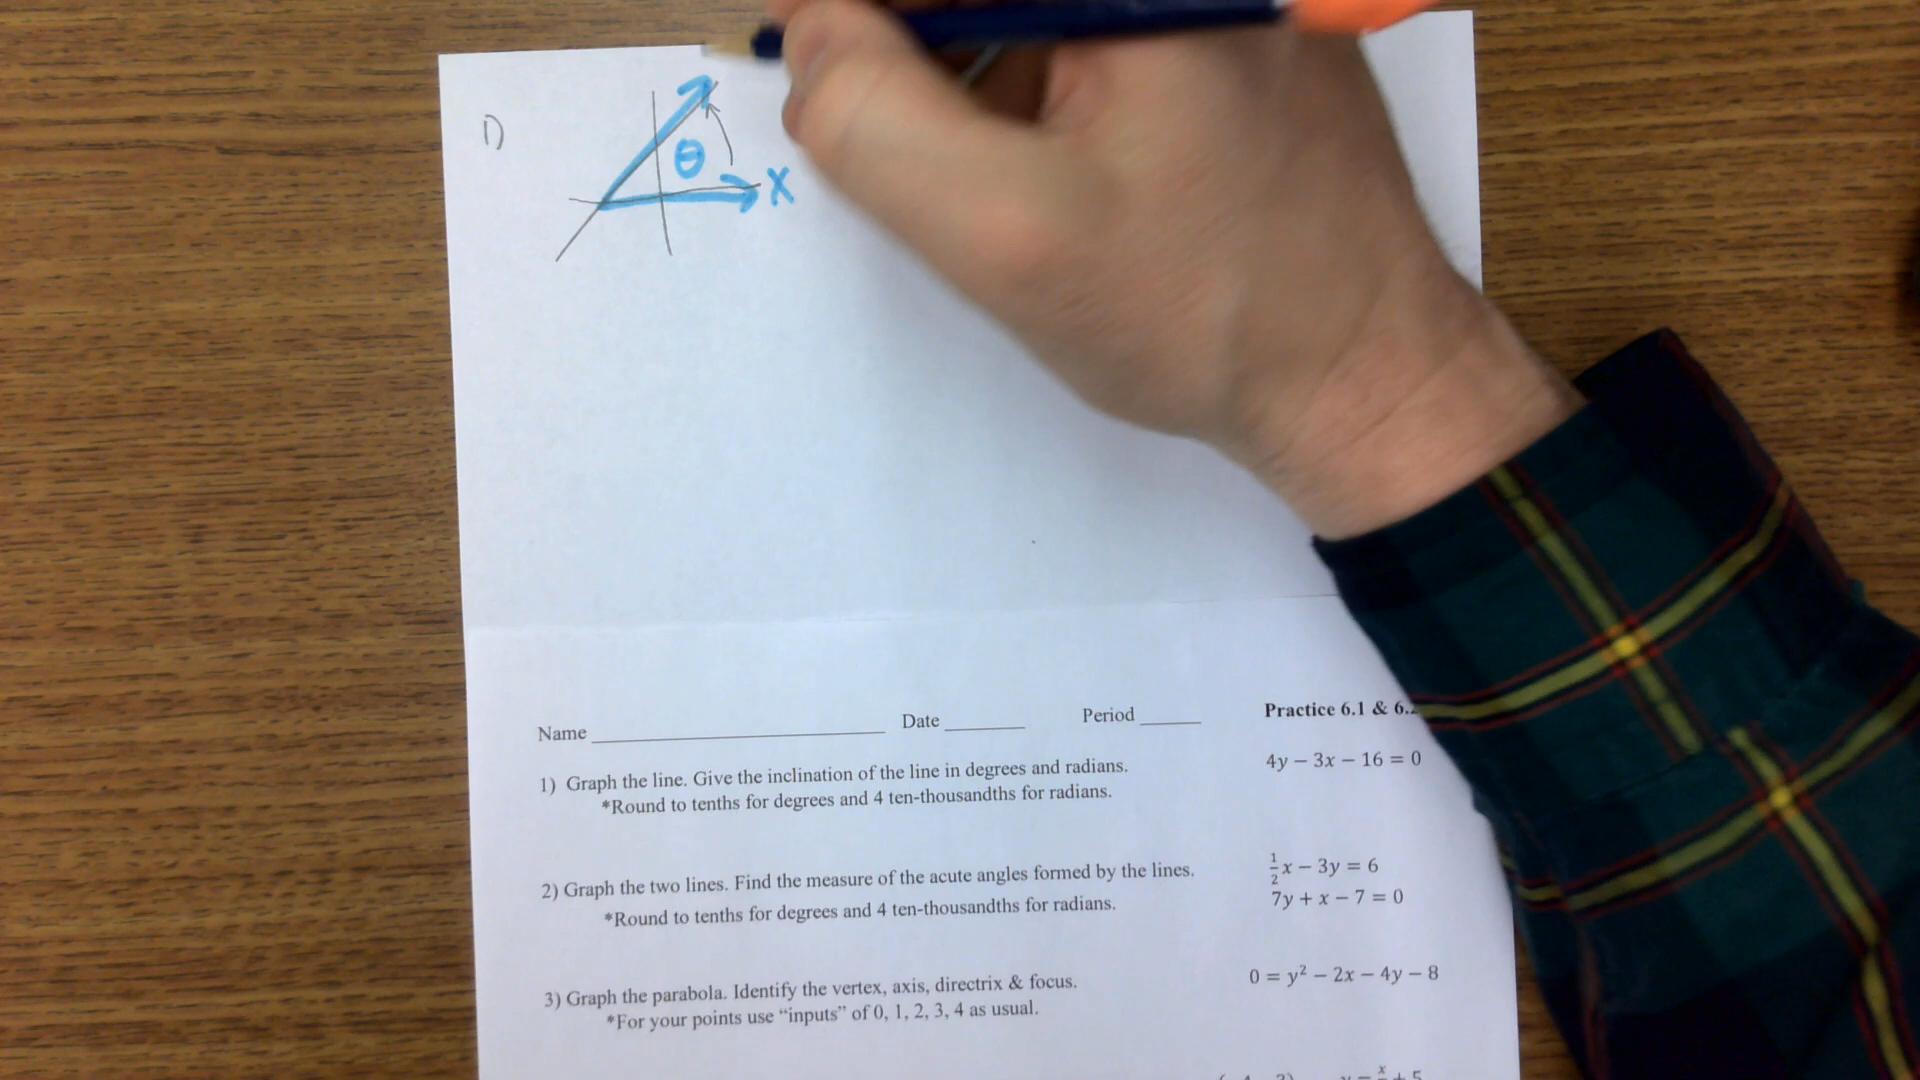 1)
θ
x
Name ________ Date ________ Period ______ Practice 6.1 & 6.
1) Graph the line. Give the inclination of the line in degrees and radians. 4y − 3x − 16 = 0
*Round to tenths for degrees and 4 ten-thousandths for radians.
2) Graph the two lines. Find the measure of the acute angles formed by the lines. ½x − 3y = 6
*Round to tenths for degrees and 4 ten-thousandths for radians. 7y + x − 7 = 0
3) Graph the parabola. Identify the vertex, axis, directrix & focus. 0 = y² − 2x − 4y − 8
*For your points use “inputs” of 0, 1, 2, 3, 4 as usual.